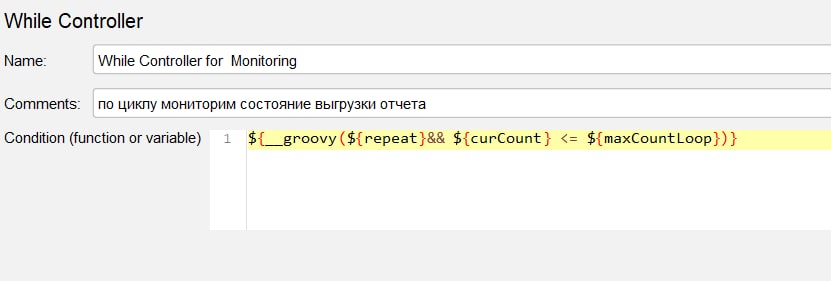 While Controller
Name: While Controller for  Monitoring
Comments: по циклу мониторим состояние выгрузки отчета
Condition (function or variable) 1 ${__groovy(${repeat}&& ${curCount} <= ${maxCountLoop})}